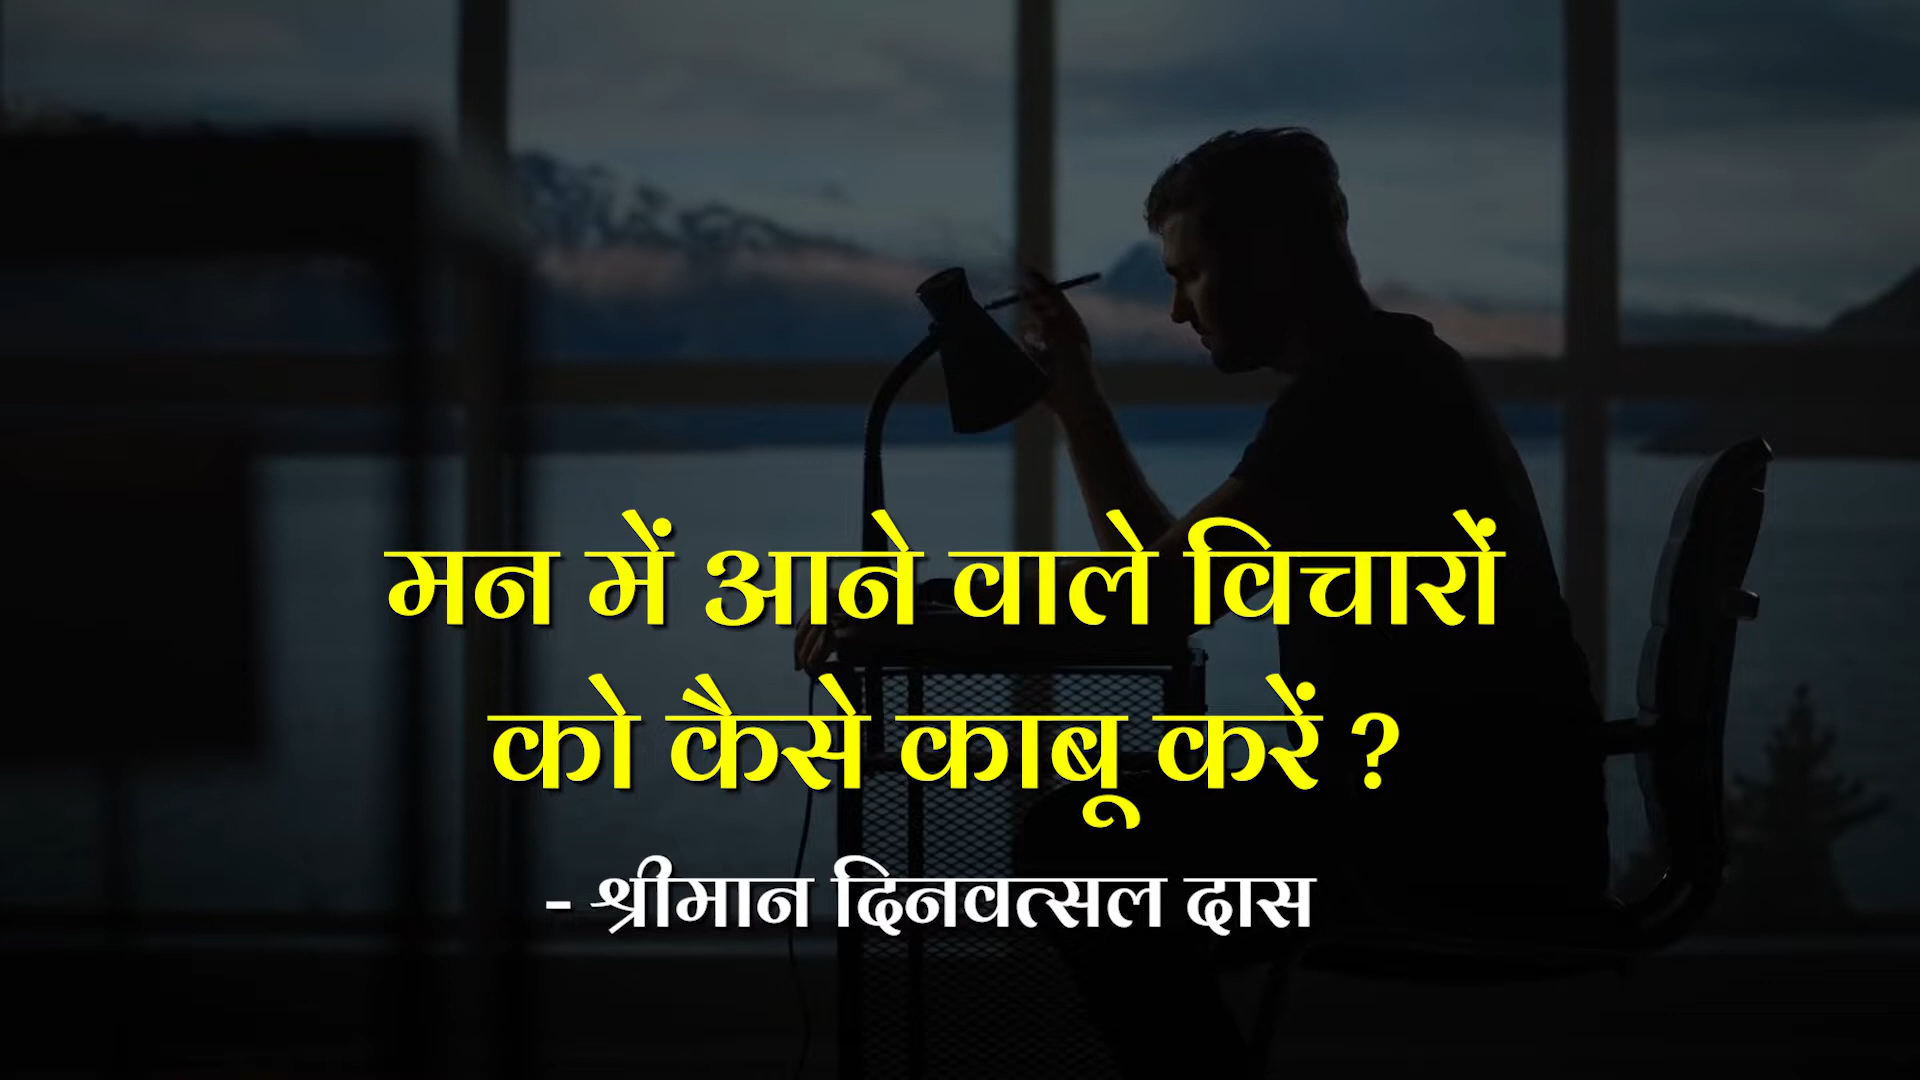 मन में आने वाले विचारों
को कैसे काबू करें ?
- श्रीमान दिनवत्सल दास